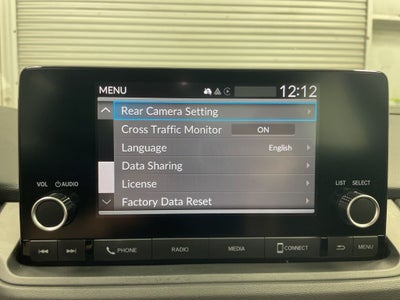 MENU 12:12
Rear Camera Setting
Cross Traffic Monitor ON
Language English
Data Sharing
License
Factory Data Reset
VOL AUDIO
LIST SELECT
PHONE RADIO MEDIA CONNECT MENU